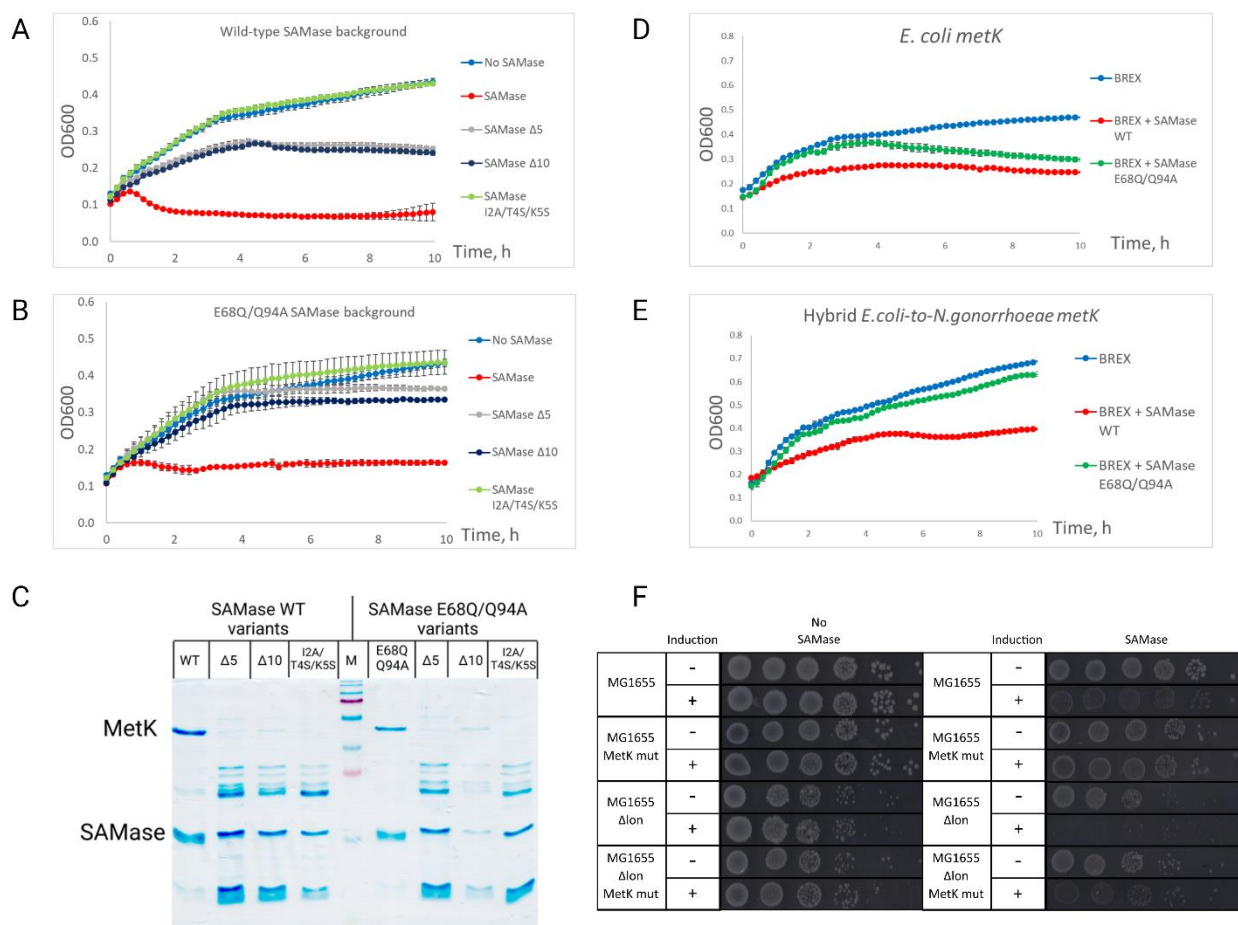 A
Wild-type SAMase background
0.6
0.5
0.4
0.3
0.2
0.1
0.0
OD600
0
2
4
6
8
10
Time, h
No SAMase
SAMase
SAMase Δ5
SAMase Δ10
SAMase
I2A/T4S/K5S
B
E68Q/Q94A SAMase background
0.6
0.5
0.4
0.3
0.2
0.1
0.0
OD600
0
2
4
6
8
10
Time, h
No SAMase
SAMase
SAMase Δ5
SAMase Δ10
SAMase
I2A/T4S/K5S
C
SAMase WT
variants
SAMase E68Q/Q94A
variants
WT
Δ5
Δ10
I2A/
T4S/K5S
M
E68Q
Q94A
Δ5
Δ10
I2A/
T4S/K5S
MetK
SAMase
D
E. coli metK
0.8
0.7
0.6
0.5
0.4
0.3
0.2
0.1
0.0
OD600
0
2
4
6
8
10
Time, h
BREX
BREX + SAMase
WT
BREX + SAMase
E68Q/Q94A
E
Hybrid E.coli-to-N.gonorrhoeae metK
0.8
0.7
0.6
0.5
0.4
0.3
0.2
0.1
0.0
OD600
0
2
4
6
8
10
Time, h
BREX
BREX + SAMase
WT
BREX + SAMase
E68Q/Q94A
F
Induction
No
SAMase
Induction
SAMase
MG1655
-
+
MG1655
-
+
MG1655
MetK mut
-
+
MG1655
MetK mut
-
+
MG1655
Δlon
-
+
MG1655
Δlon
-
+
MG1655
Δlon
MetK mut
-
+
MG1655
Δlon
MetK mut
-
+